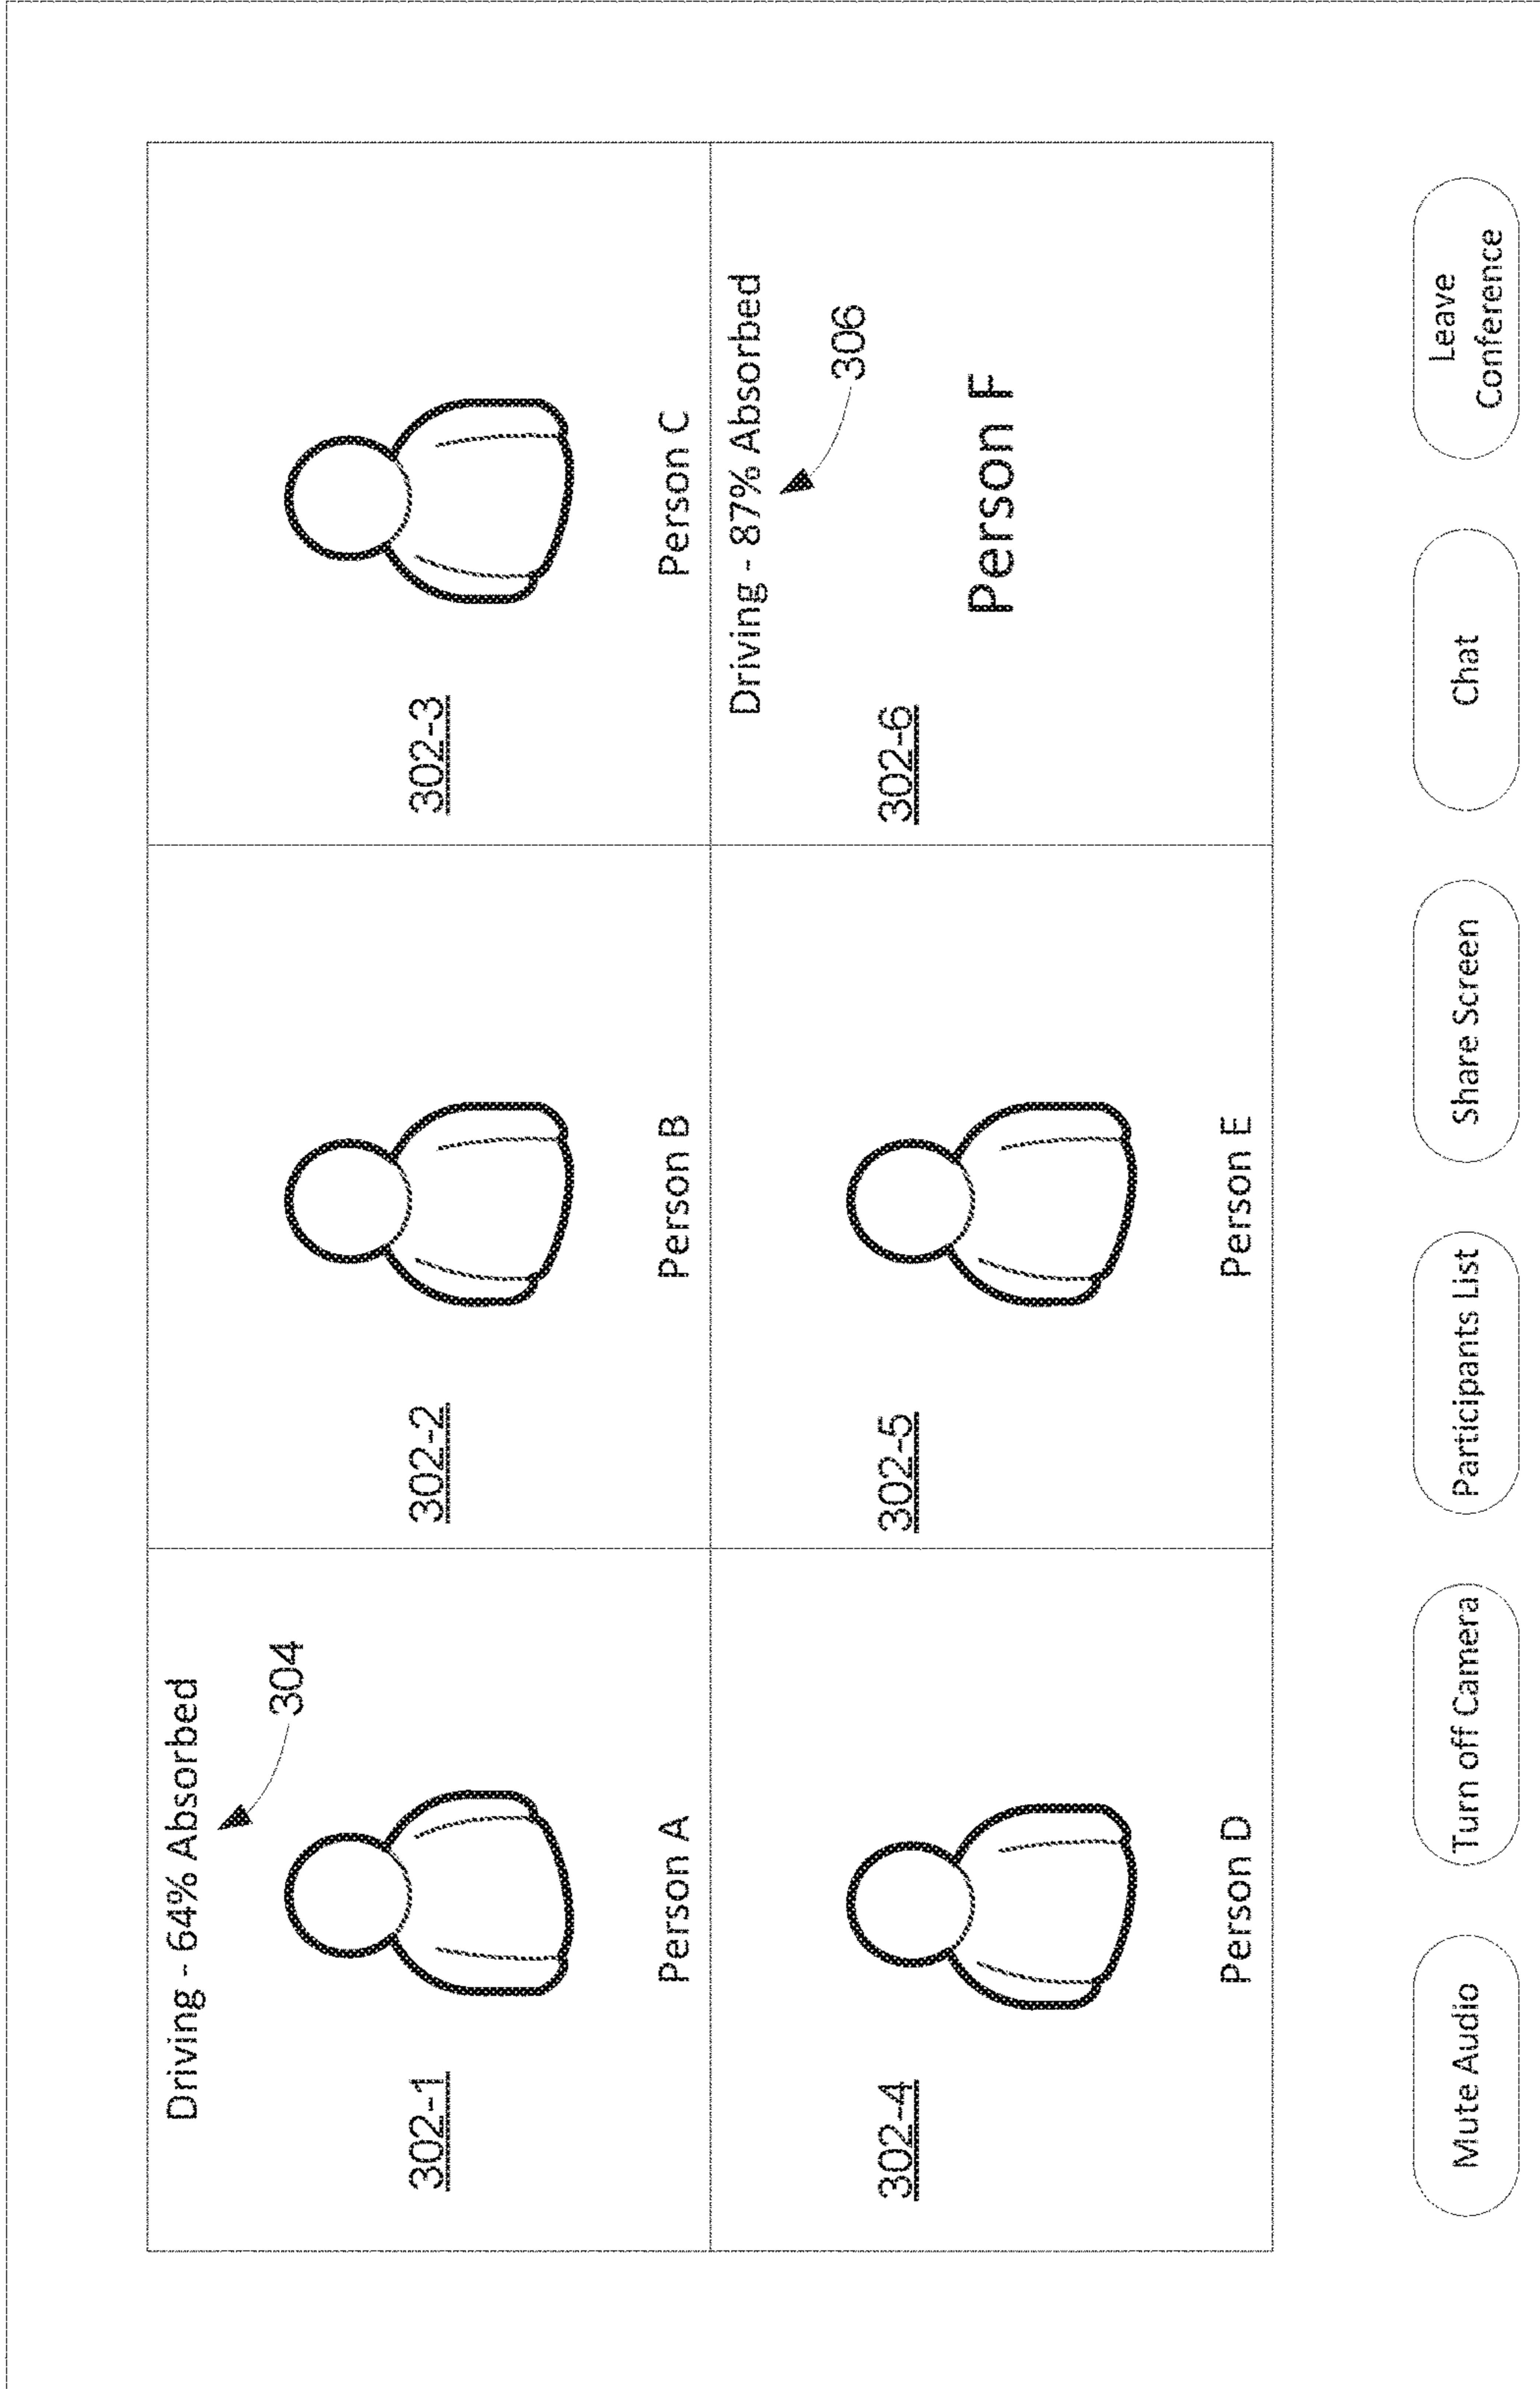 Driving - 64% Absorbed
304
302-1
Person A
302-2
Person B
302-3
Person C
302-4
Person D
302-5
Person E
Driving - 87% Absorbed
306
302-6
Person F
Mute Audio
Turn off Camera
Participants List
Share Screen
Chat
Leave
Conference